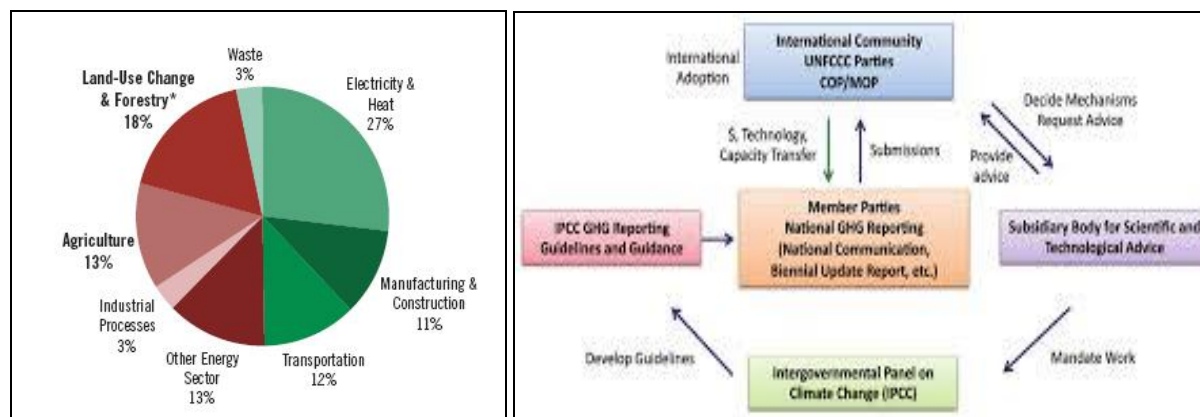 Waste
3%
Land-Use Change
& Forestry*
18%
Electricity &
Heat
27%
Agriculture
13%
Manufacturing &
Construction
11%
Industrial
Processes
3%
Other Energy
Sector
13%
Transportation
12%
International Community
UNFCCC Parties
COP/MOP
International
Adoption
Decide Mechanisms
Request Advice
$, Technology,
Capacity Transfer
Submissions
Provide
advice
IPCC GHG Reporting
Guidelines and Guidance
Member Parties
National GHG Reporting
(National Communication,
Biennial Update Report, etc.)
Subsidiary Body for Scientific and
Technological Advice
Develop Guidelines
Mandate Work
Intergovernmental Panel on
Climate Change (IPCC)